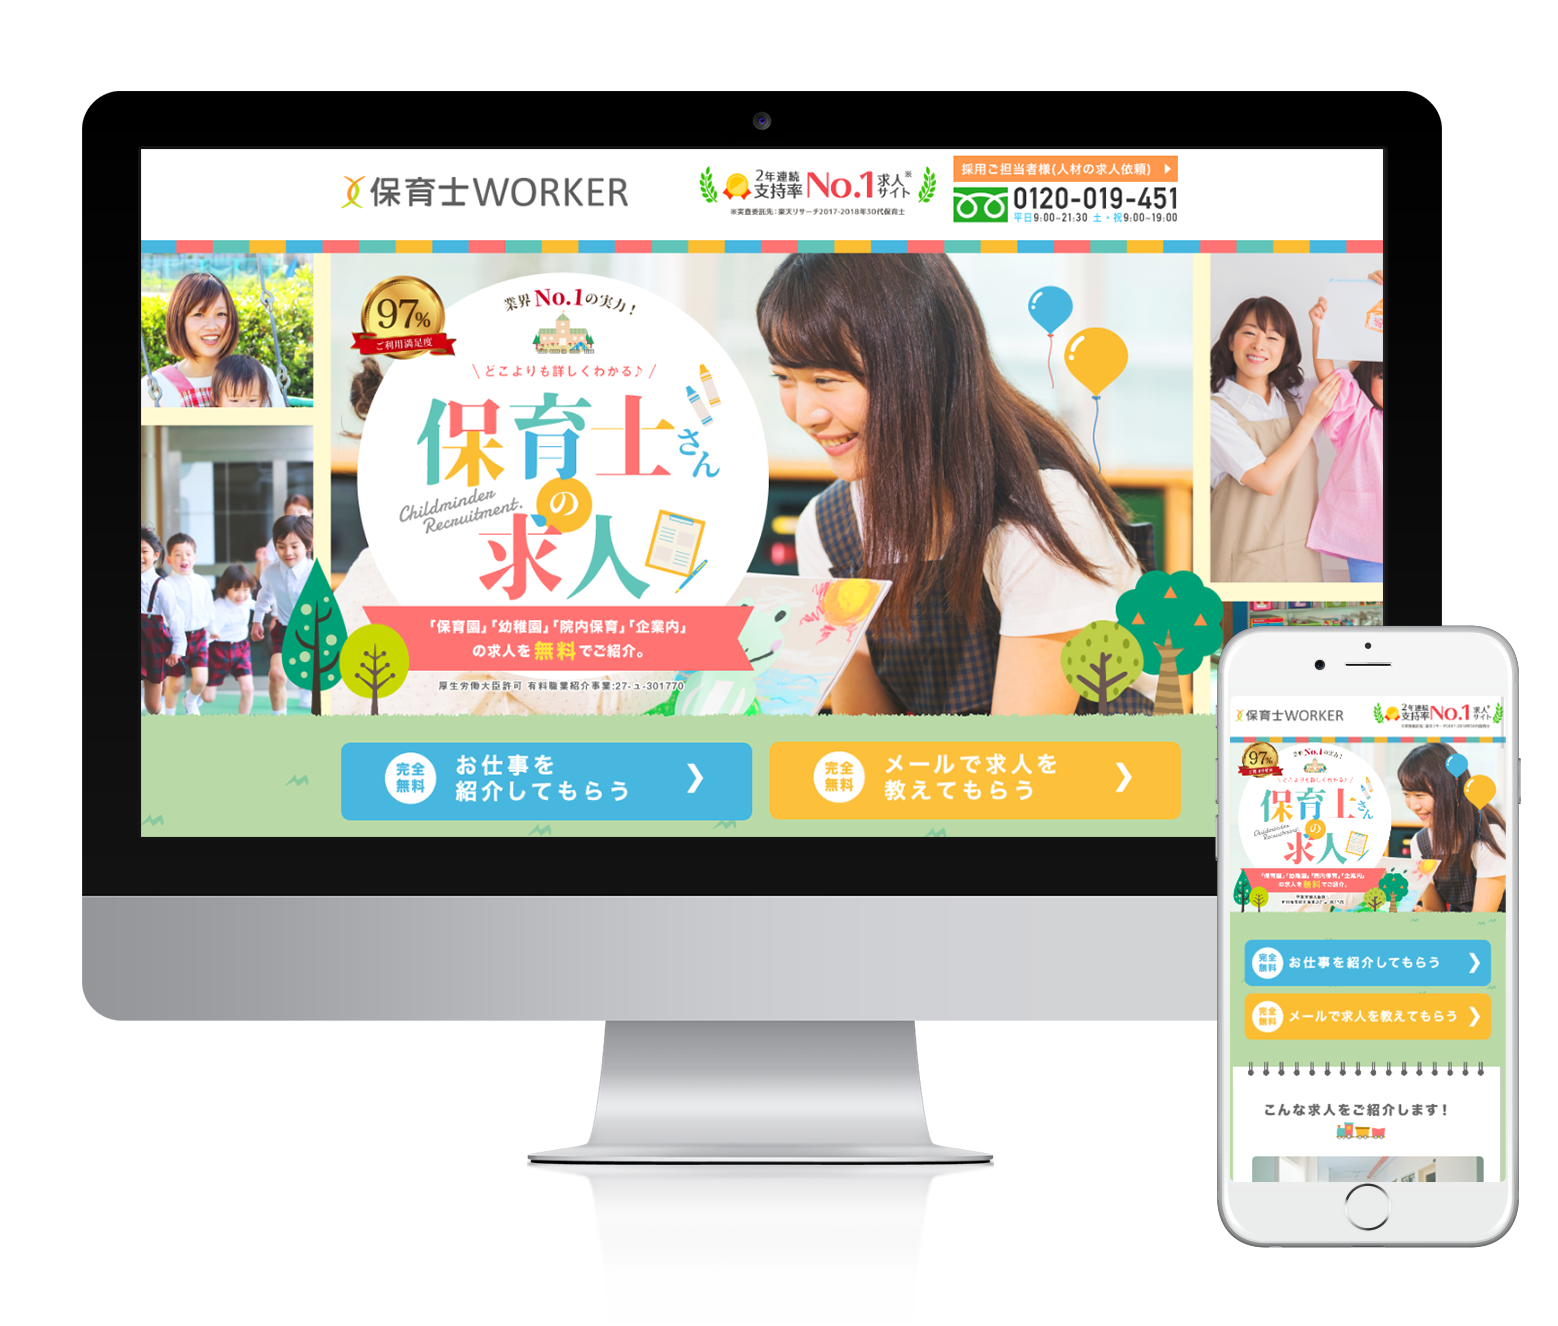 保育士WORKER
2年連続
支持率No.1求人※
サイト
※実査委託先：楽天リサーチ2017-2018年30代保育士
採用ご担当者様(人材の求人依頼)
0120-019-451
平日9:00~21:30 土・祝9:00~19:00
97%
ご利用満足度
業界No.1の実力！
\ どこよりも詳しくわかる♪ /
保育士さん
の
求人
Childminder
Recruitment.
「保育園」「幼稚園」「院内保育」「企業内」
の求人を無料でご紹介。
厚生労働大臣許可 有料職業紹介事業:27-ユ-301770
完全
無料
お仕事を
紹介してもらう
完全
無料
メールで求人を
教えてもらう
保育士WORKER
2年連続
支持率No.1求人※
サイト
97%
業界No.1の実力！
\ どこよりも詳しくわかる♪ /
保育士さん
の
求人
Childminder
Recruitment.
「保育園」「幼稚園」「院内保育」「企業内」
の求人を無料でご紹介。
完全
無料
お仕事を紹介してもらう
完全
無料
メールで求人を教えてもらう
こんな求人をご紹介します！